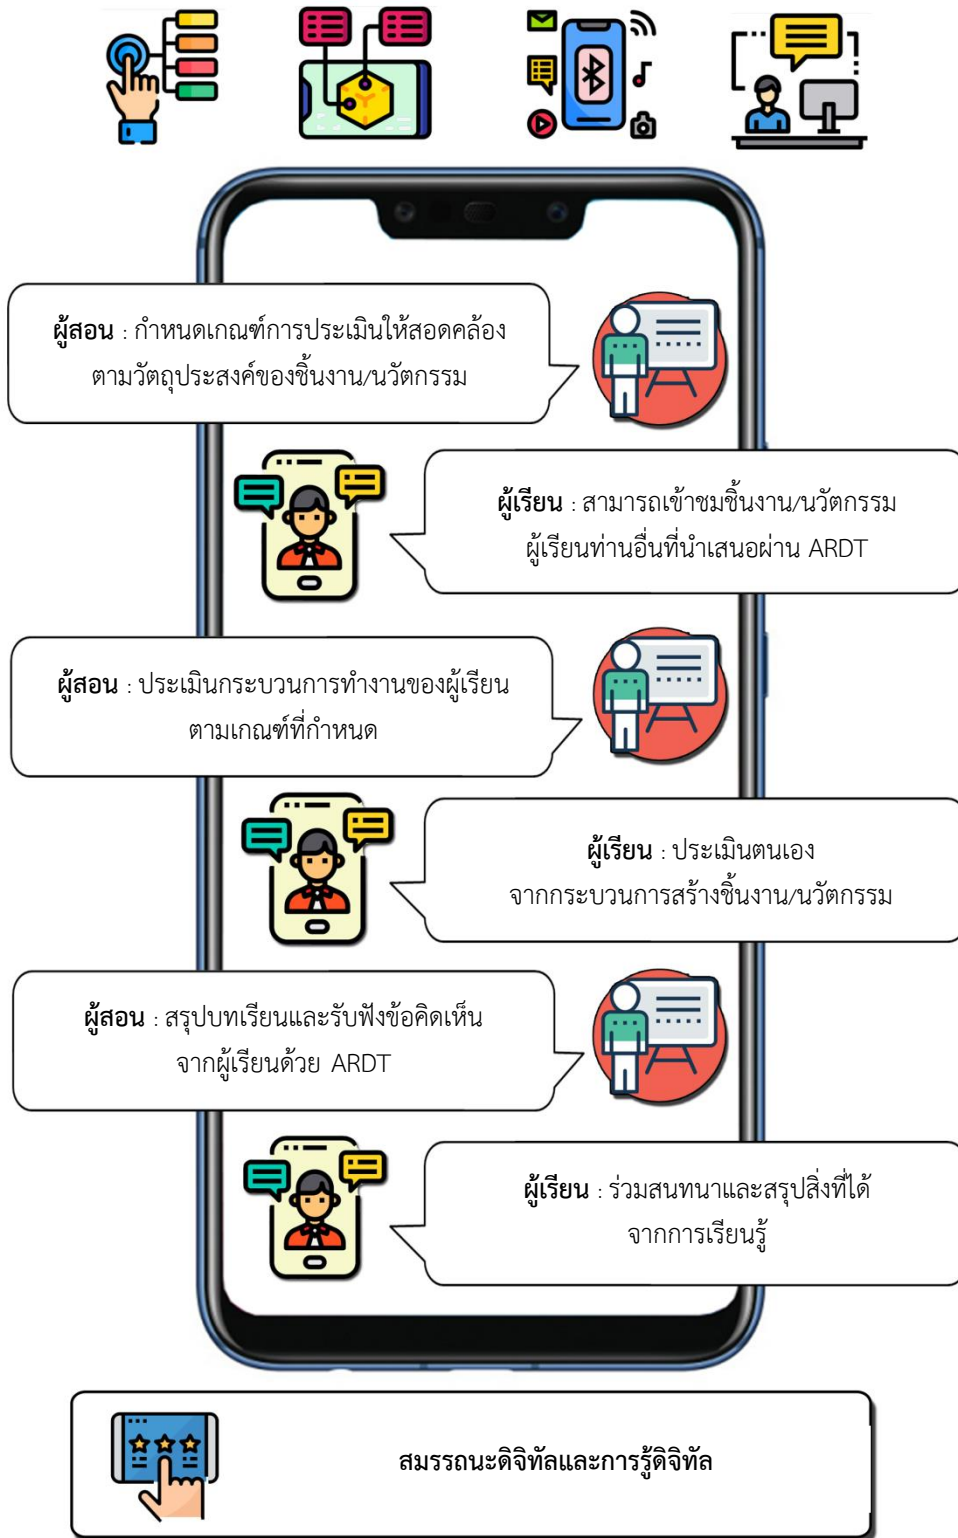 ผู้สอน : กำหนดเกณฑ์การประเมินให้สอดคล้อง
ตามวัตถุประสงค์ของชิ้นงาน/นวัตกรรม
ผู้เรียน : สามารถเข้าชมชิ้นงาน/นวัตกรรม
ผู้เรียนท่านอื่นที่นำเสนอผ่าน ARDT
ผู้สอน : ประเมินกระบวนการทำงานของผู้เรียน
ตามเกณฑ์ที่กำหนด
ผู้เรียน : ประเมินตนเอง
จากกระบวนการสร้างชิ้นงาน/นวัตกรรม
ผู้สอน : สรุปบทเรียนและรับฟังข้อคิดเห็น
จากผู้เรียนด้วย ARDT
ผู้เรียน : ร่วมสนทนาและสรุปสิ่งที่ได้
จากการเรียนรู้
สมรรถนะดิจิทัลและการรู้ดิจิทัล